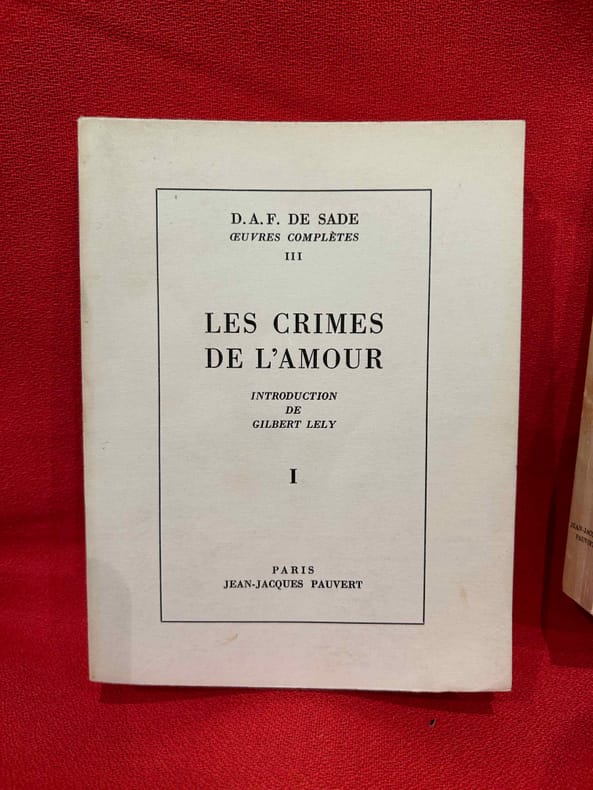 D. A. F. DE SADE
ŒUVRES COMPLÈTES
III
LES CRIMES
DE L'AMOUR
INTRODUCTION
DE
GILBERT LELY
I
PARIS
JEAN-JACQUES PAUVERT